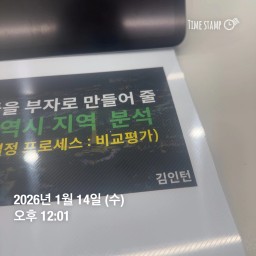 TIME STAMP
을 부자로 만들어 줄
역시 지역 분석
정 프로세스 : 비교평가)
김인턴
2026년 1월 14일 (수)
오후 12:01